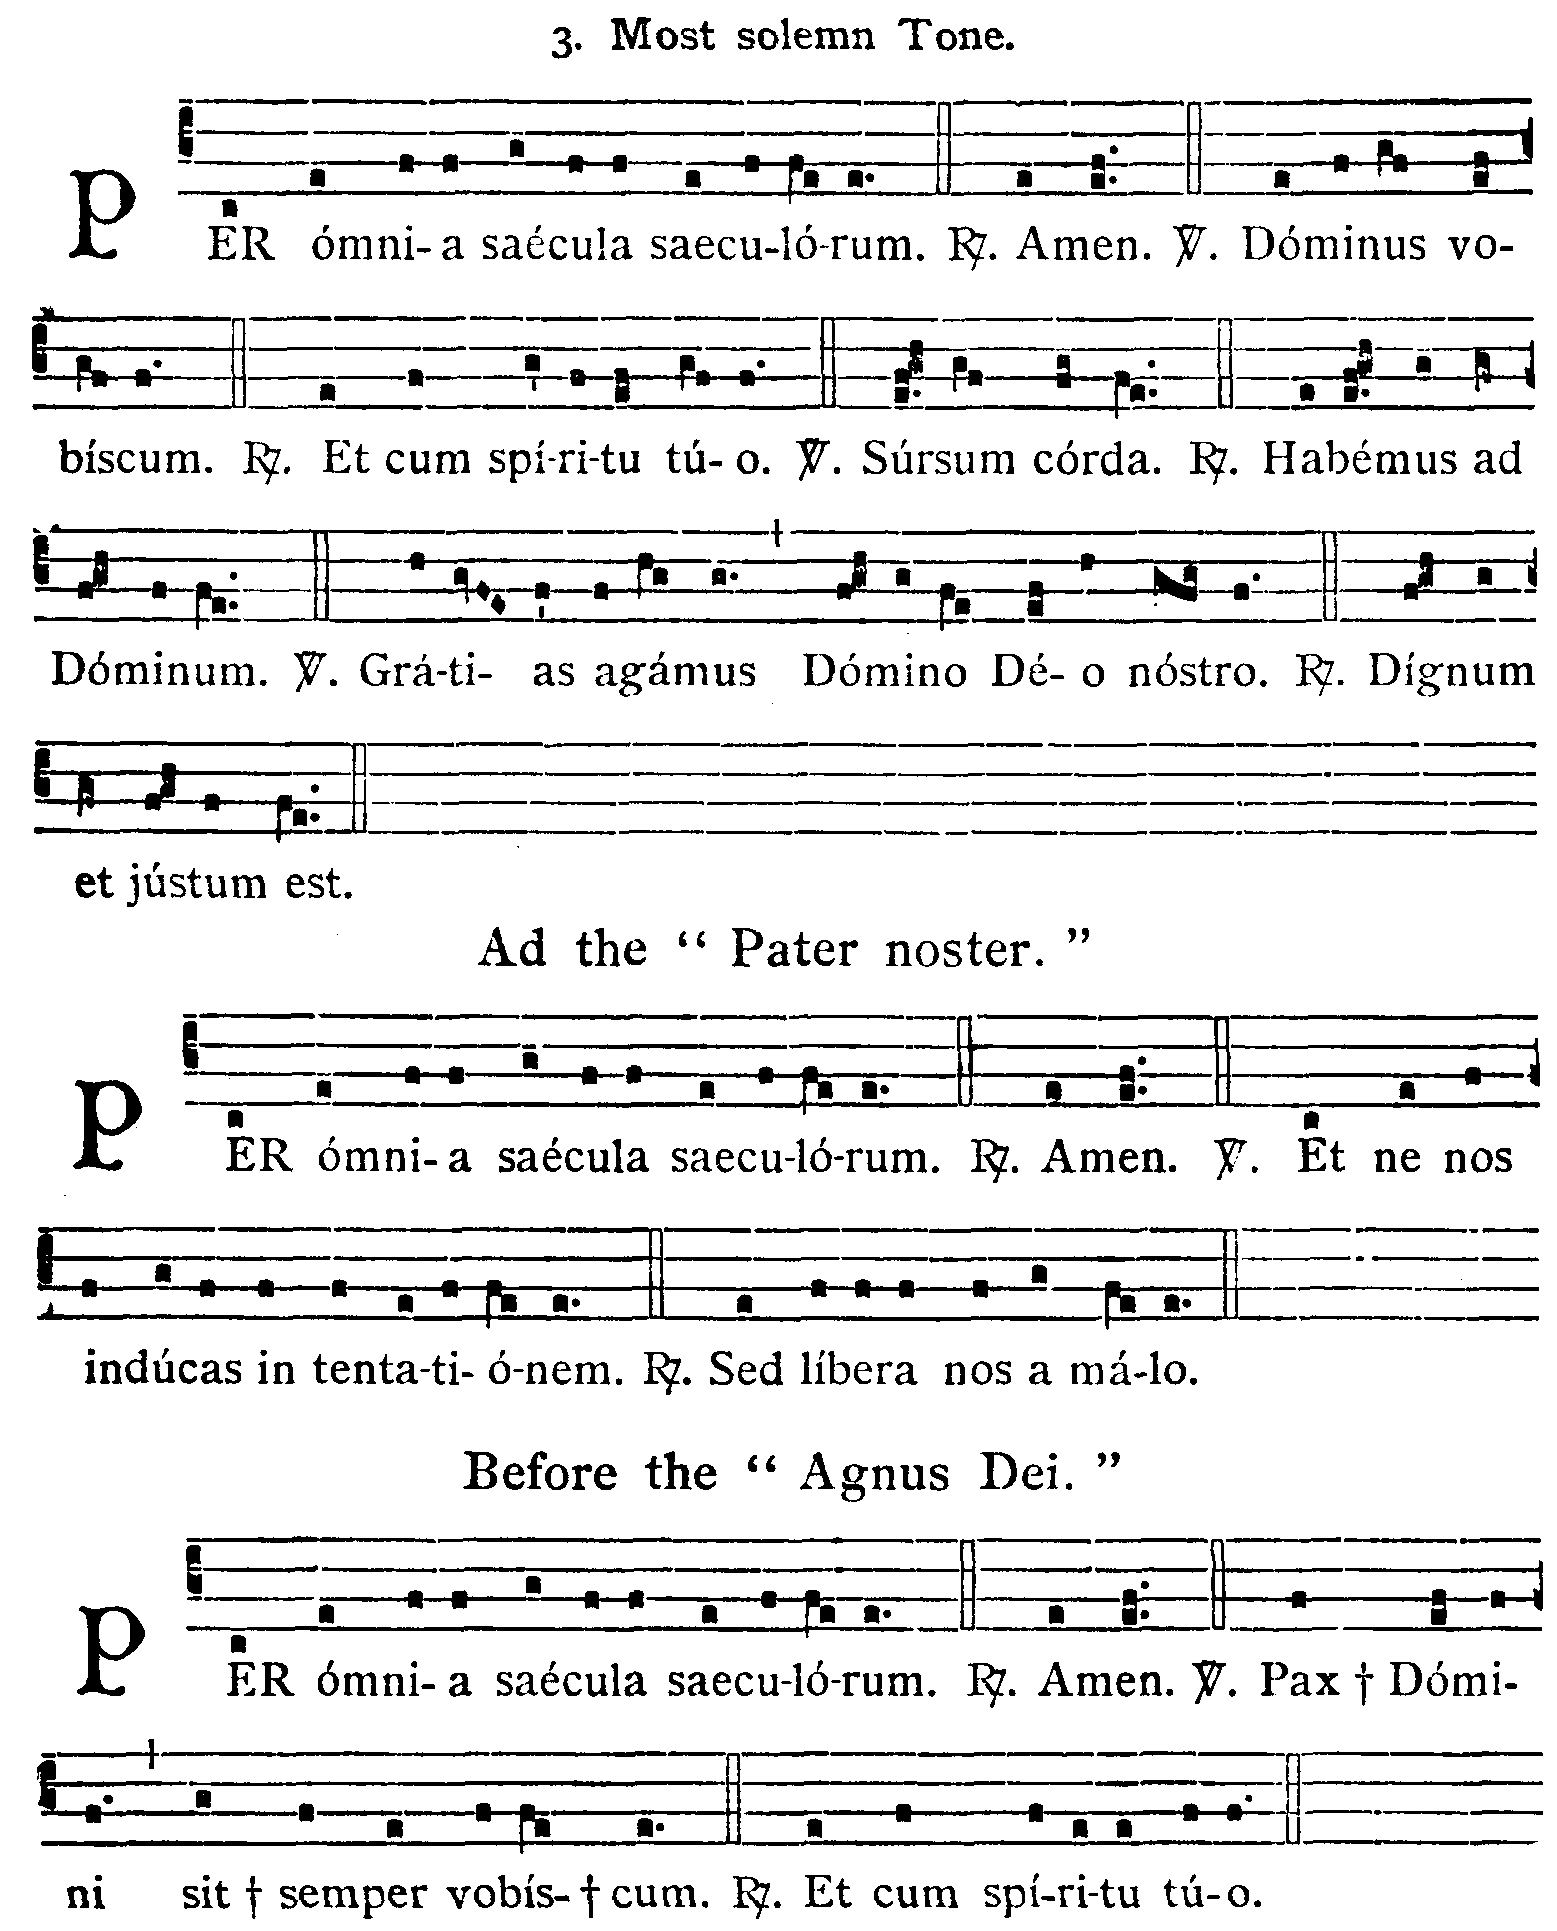 3. Most solemn Tone.
PER ómni-a saécula saecu-ló-rum. ℟. Amen. ℣. Dóminus vo-
bíscum. ℟. Et cum spí-ri-tu tú-o. ℣. Súrsum córda. ℟. Habémus ad
Dóminum. ℣. Grá-ti- as agámus Dómino Dé-o nóstro. ℟. Dígnum
et jústum est.
Ad the “ Pater noster. ”
PER ómni-a saécula saecu-ló-rum. ℟. Amen. ℣. Et ne nos
indúcas in tenta-ti-ó-nem. ℟. Sed líbera nos a má-lo.
Before the “ Agnus Dei. ”
PER ómni-a saécula saecu-ló-rum. ℟. Amen. ℣. Pax † Dómi-
ni sit † semper vobís-† cum. ℟. Et cum spí-ri-tu tú-o.